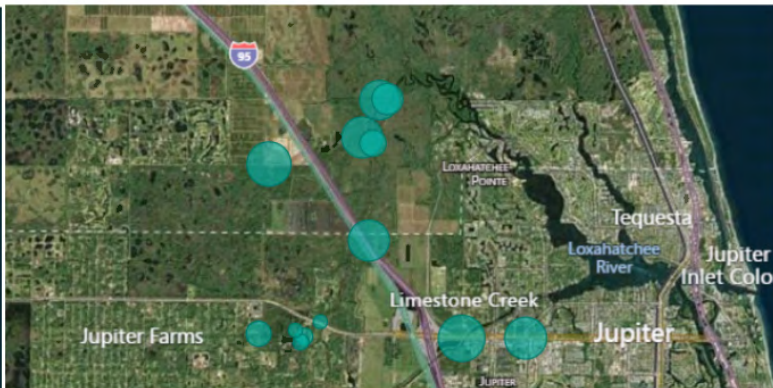 95
LOXAHATCHEE
POINTE
Tequesta
Loxahatchee
River
Jupiter
Inlet Colo
Limestone Creek
Jupiter Farms
Jupiter
JUPITER